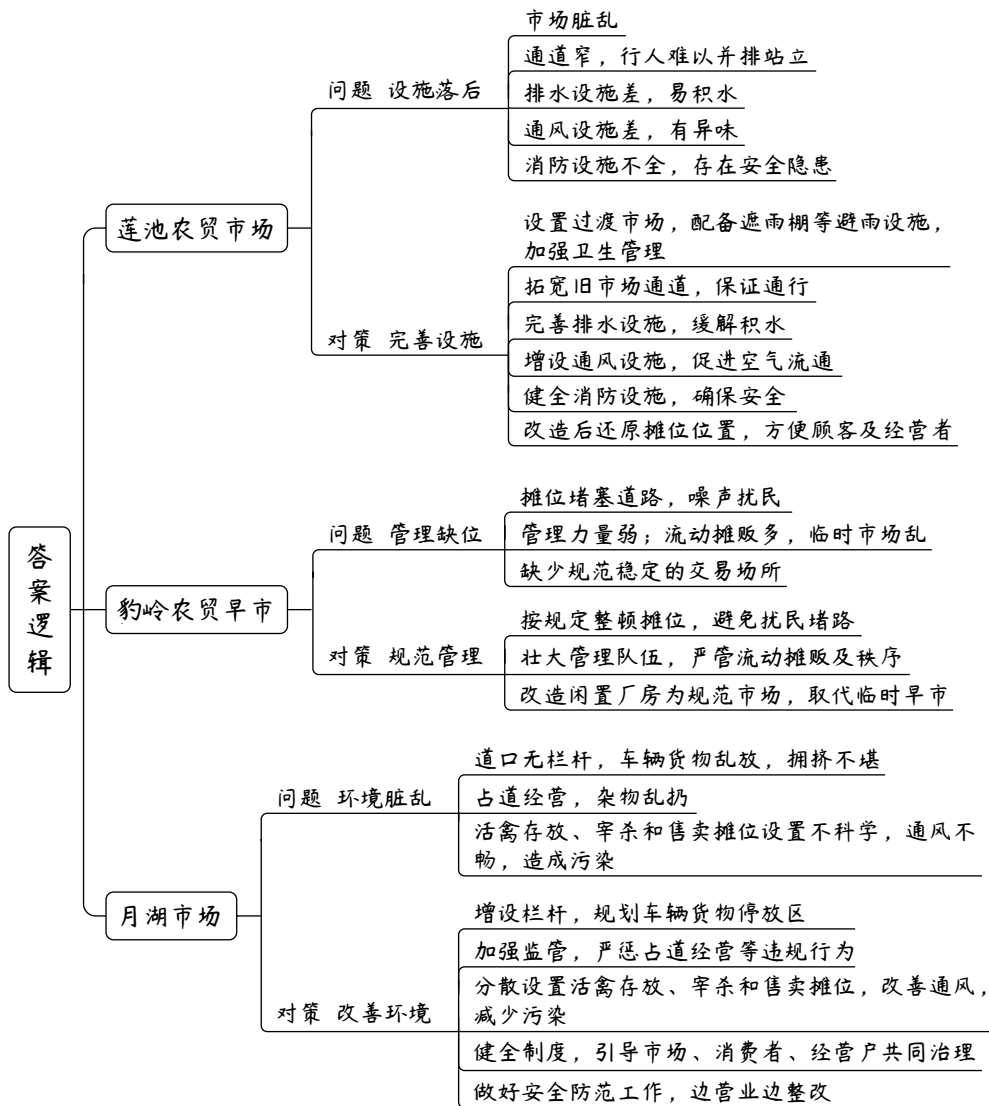 市场脏乱
通道窄，行人难以并排站立
问题 设施落后
排水设施差，易积水
通风设施差，有异味
消防设施不全，存在安全隐患
莲池农贸市场
设置过渡市场，配备遮雨棚等避雨设施，
加强卫生管理
拓宽旧市场通道，保证通行
完善排水设施，缓解积水
对策 完善设施
增设通风设施，促进空气流通
健全消防设施，确保安全
改造后还原摊位位置，方便顾客及经营者
答案逻辑
摊位堵塞道路，噪声扰民
问题 管理缺位
管理力量弱；流动摊贩多，临时市场乱
缺少规范稳定的交易场所
豹岭农贸早市
按规定整顿摊位，避免扰民堵路
对策 规范管理
壮大管理队伍，严管流动摊贩及秩序
改造闲置厂房为规范市场，取代临时早市
道口无栏杆，车辆货物乱放，拥挤不堪
问题 环境脏乱
占道经营，杂物乱扔
活禽存放、宰杀和售卖摊位设置不科学，通风不
畅，造成污染
月湖市场
增设栏杆，规划车辆货物停放区
加强监管，严惩占道经营等违规行为
分散设置活禽存放、宰杀和售卖摊位，改善通风，
减少污染
对策 改善环境
健全制度，引导市场、消费者、经营户共同治理
做好安全防范工作，边营业边整改